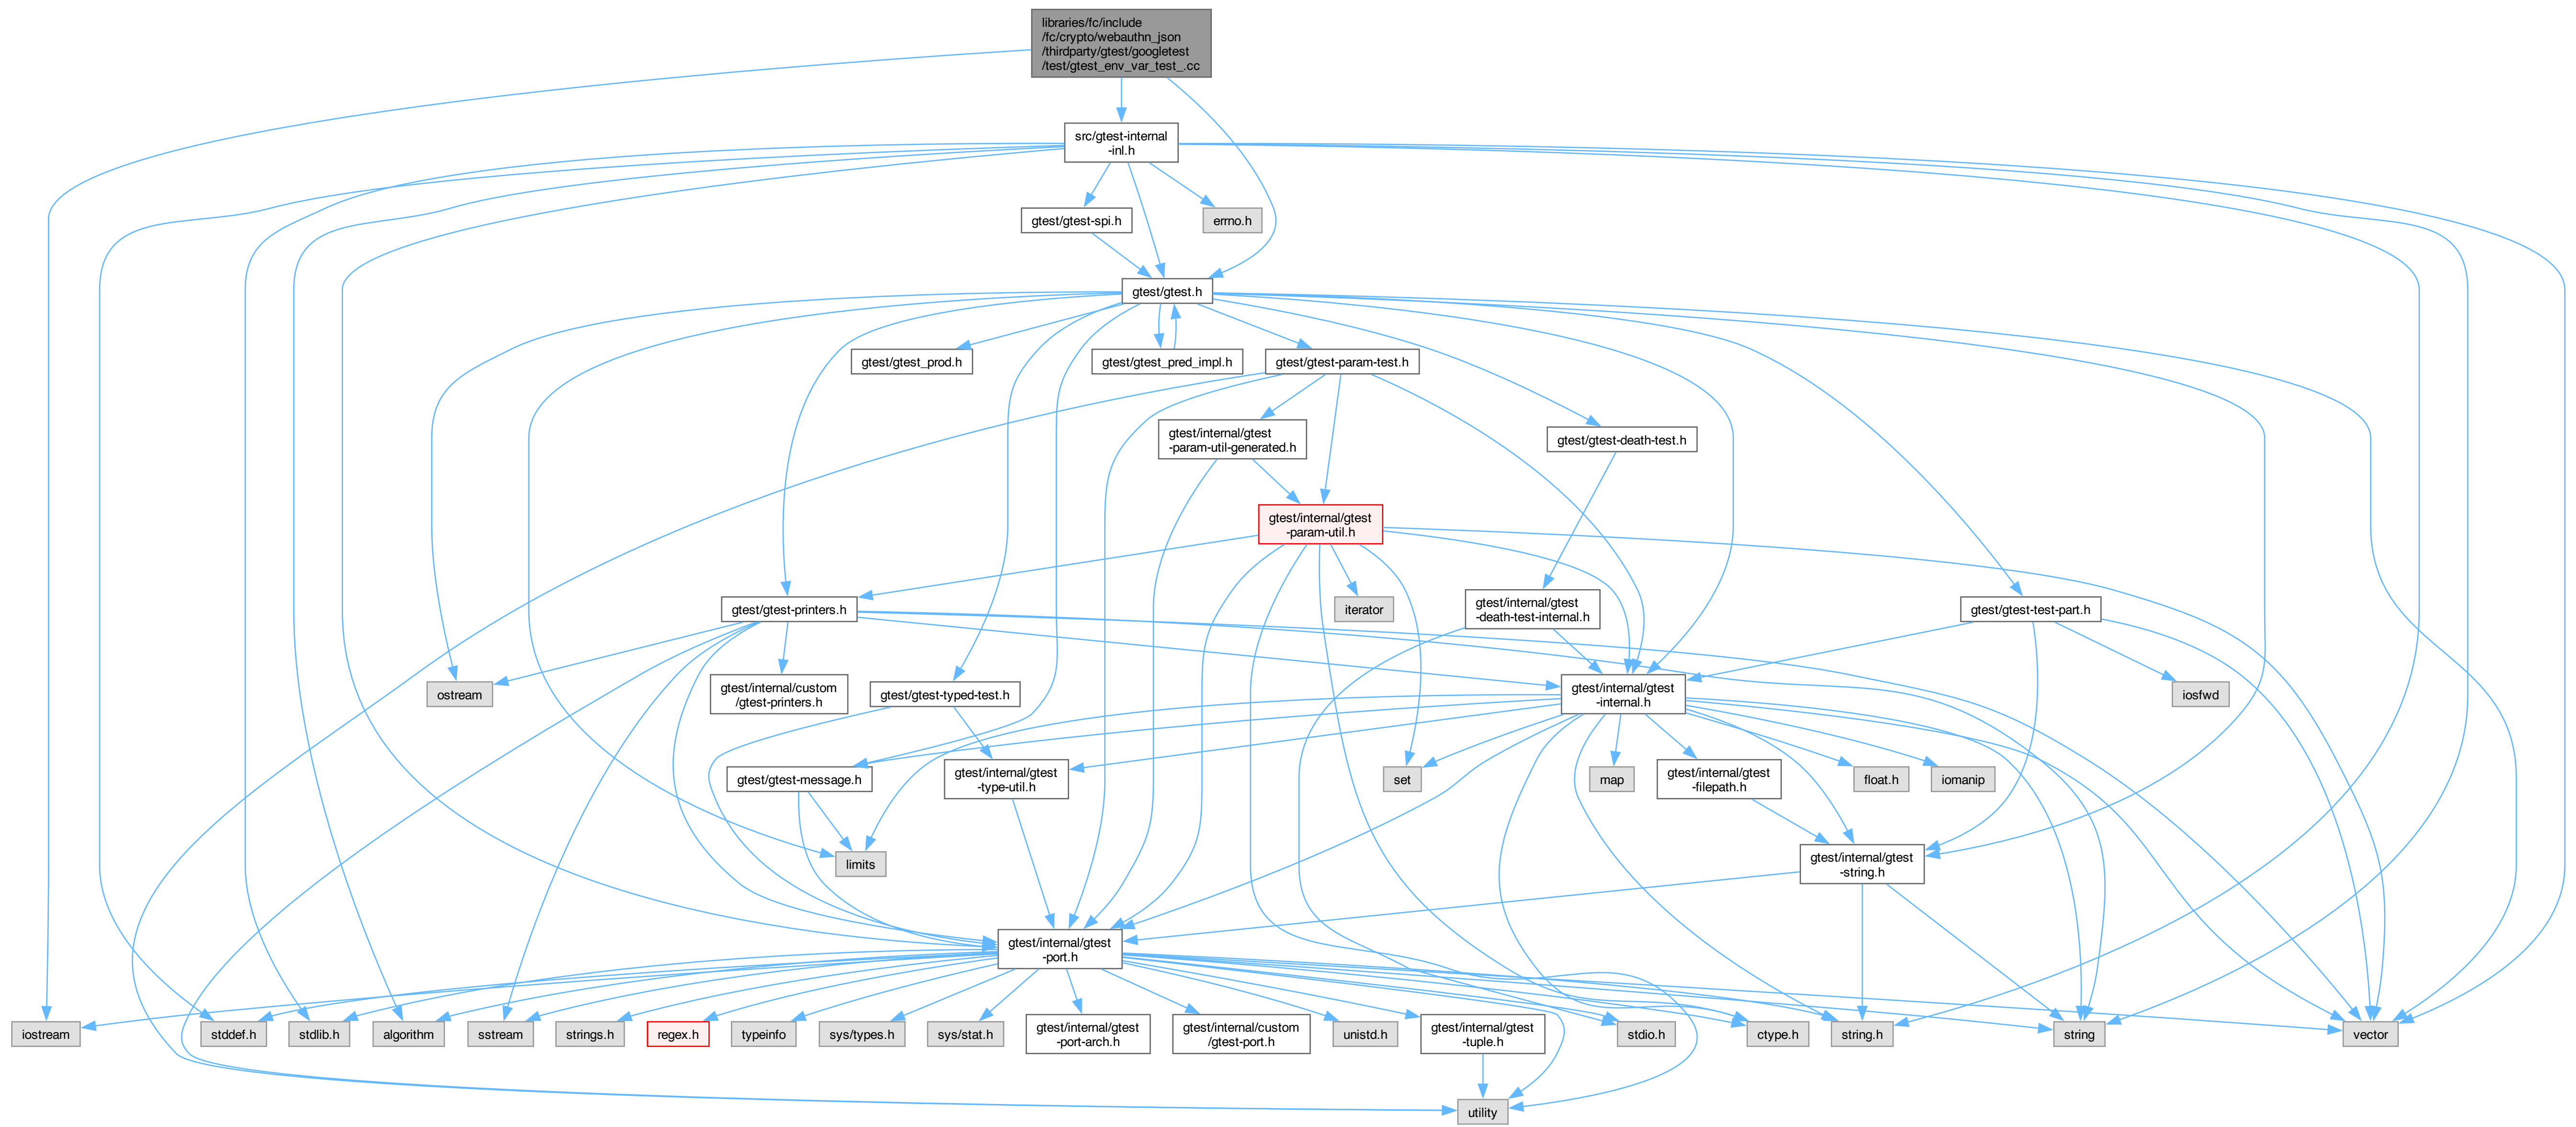 libraries/fc/include
/fc/crypto/webauthn_json
/thirdparty/gtest/googletest
/test/gtest_env_var_test_.cc
src/gtest-internal
-inl.h
gtest/gtest-spi.h
errno.h
gtest/gtest.h
gtest/gtest_prod.h
gtest/gtest_pred_impl.h
gtest/gtest-param-test.h
gtest/internal/gtest
-param-util-generated.h
gtest/gtest-death-test.h
gtest/internal/gtest
-param-util.h
gtest/gtest-printers.h
iterator
gtest/internal/gtest
-death-test-internal.h
gtest/gtest-test-part.h
ostream
gtest/internal/custom
/gtest-printers.h
gtest/gtest-typed-test.h
gtest/internal/gtest
-internal.h
iosfwd
gtest/gtest-message.h
gtest/internal/gtest
-type-util.h
set
map
gtest/internal/gtest
-filepath.h
float.h
iomanip
limits
gtest/internal/gtest
-string.h
gtest/internal/gtest
-port.h
iostream
stddef.h
stdlib.h
algorithm
sstream
strings.h
regex.h
typeinfo
sys/types.h
sys/stat.h
gtest/internal/gtest
-port-arch.h
gtest/internal/custom
/gtest-port.h
unistd.h
gtest/internal/gtest
-tuple.h
stdio.h
ctype.h
string.h
string
vector
utility